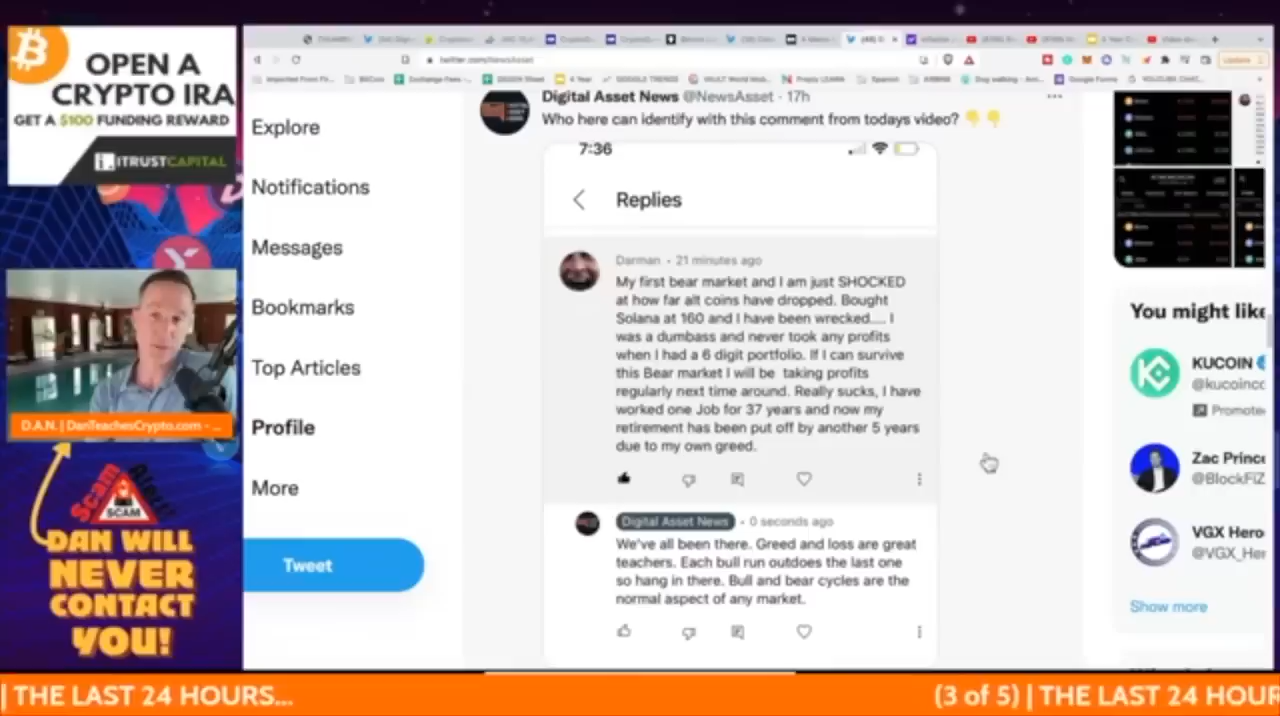 OPEN A
CRYPTO IRA
GET A $100 FUNDING REWARD
ITRUSTCAPITAL
D.A.N. | DanTeachesCrypto.com - ...
Scam Alert!
SCAM
DAN WILL
NEVER
CONTACT
YOU!
twitter.com/NewsAsset
Explore
Notifications
Messages
Bookmarks
Top Articles
Profile
More
Tweet
Digital Asset News @NewsAsset · 17h
Who here can identify with this comment from todays video? 👇👇
7:36
Replies
Darman · 21 minutes ago
My first bear market and I am just SHOCKED
at how far alt coins have dropped. Bought
Solana at 160 and I have been wrecked.... I
was a dumbass and never took any profits
when I had a 6 digit portfolio. If I can survive
this Bear market I will be taking profits
regularly next time around. Really sucks, I have
worked one Job for 37 years and now my
retirement has been put off by another 5 years
due to my own greed.
Digital Asset News · 0 seconds ago
We've all been there. Greed and loss are great
teachers. Each bull run outdoes the last one
so hang in there. Bull and bear cycles are the
normal aspect of any market.
You might like
KUCOIN
@kucoinco
Promote
Zac Prince
@BlockFiZ
VGX Hero
@VGX_Her
Show more
| THE LAST 24 HOURS...
(3 of 5) | THE LAST 24 HOUR